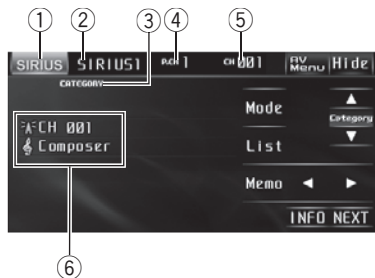 ① ② ③ ④ ⑤
SIRIUS SIRIUS1 P.CH 1 CH 001 AV Menu Hide
CATEGORY
Mode
Category
CH 001
Composer
List
Memo
INFO NEXT
⑥